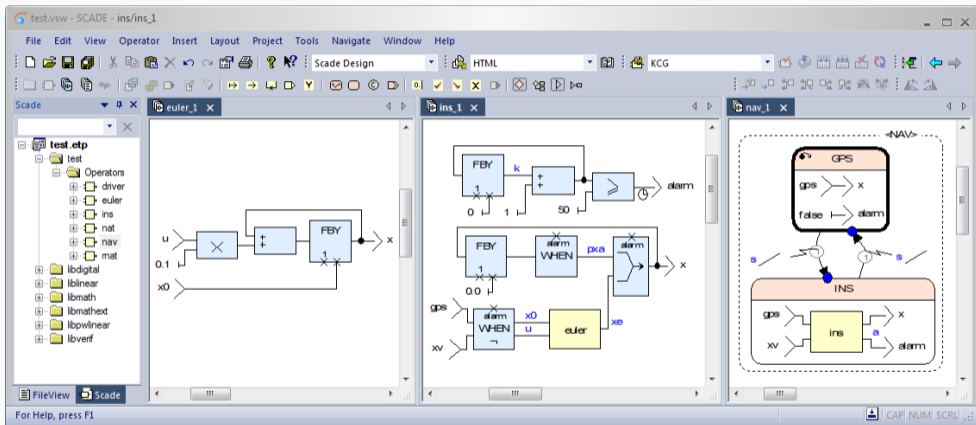 test.vsw - SCADE - ins/ins_1
File Edit View Operator Insert Layout Project Tools Navigate Window Help
Scade Design HTML KCG
Scade
test.etp
test
Operators
driver
euler
ins
nat
nav
mat
libdigital
liblinear
libmath
libmathext
libpwlinear
libverif
FileView Scade
euler_1
u
0.1
x0
FBY
1
x
ins_1
FBY
k
1
0
1
50
alarm
FBY
1
0.0
alarm
WHEN
pxa
alarm
x
gps
xv
alarm
WHEN
x0
u
euler
xe
nav_1
<NAV>
GPS
gps x
false alarm
s
1
1
s
INS
gps
xv
ins
x
a
alarm
For Help, press F1
CAP NUM SCRL